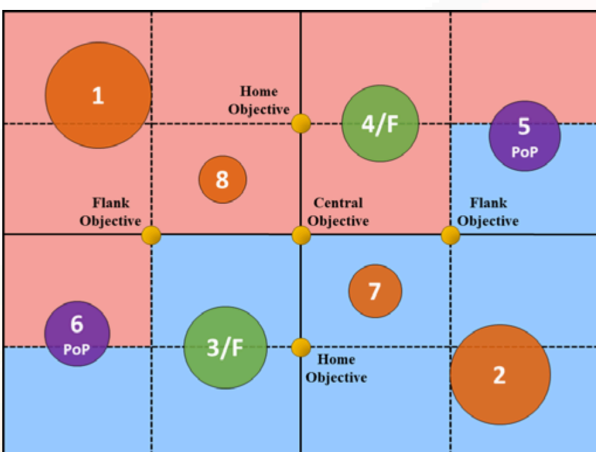 1
Home
Objective
4/F
5
PoP
8
Flank
Objective
Central
Objective
Flank
Objective
7
6
PoP
3/F
Home
Objective
2